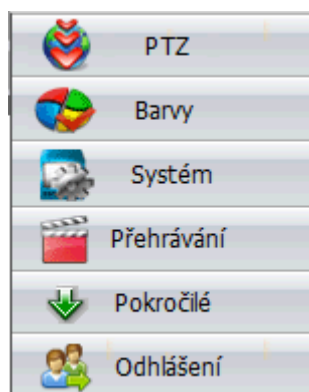 PTZ
Barvy
Systém
Přehrávání
Pokročilé
Odhlášení